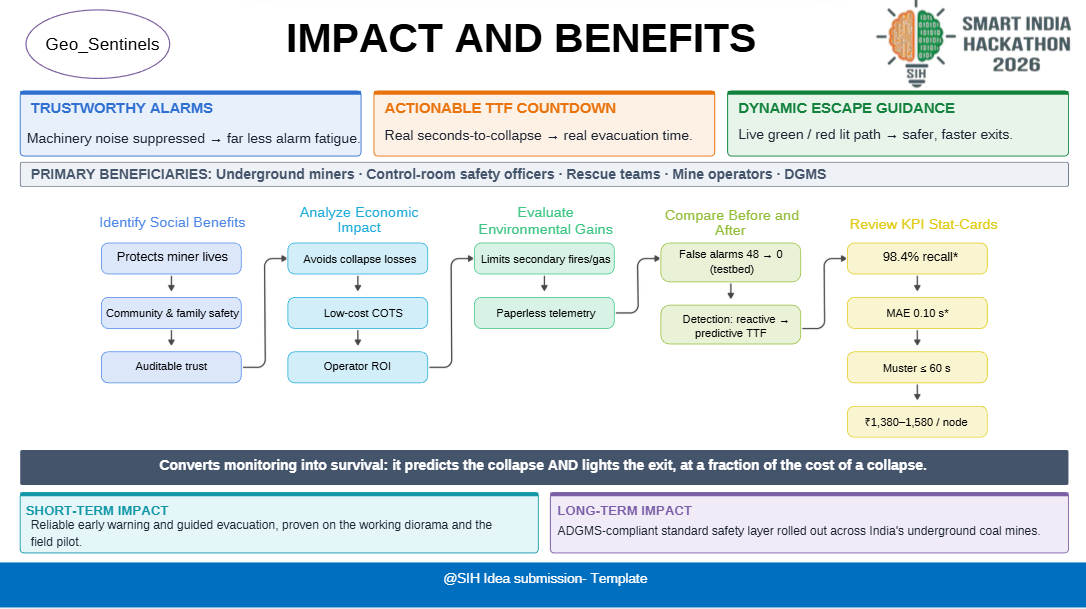 Geo_Sentinels
IMPACT AND BENEFITS
SIH
SMART INDIA
HACKATHON
2026
TRUSTWORTHY ALARMS
Machinery noise suppressed → far less alarm fatigue.
ACTIONABLE TTF COUNTDOWN
Real seconds-to-collapse → real evacuation time.
DYNAMIC ESCAPE GUIDANCE
Live green / red lit path → safer, faster exits.
PRIMARY BENEFICIARIES: Underground miners · Control-room safety officers · Rescue teams · Mine operators · DGMS
Identify Social Benefits
Protects miner lives
Community & family safety
Auditable trust
Analyze Economic
Impact
Avoids collapse losses
Low-cost COTS
Operator ROI
Evaluate
Environmental Gains
Limits secondary fires/gas
Paperless telemetry
Compare Before and
After
False alarms 48 → 0
(testbed)
Detection: reactive →
predictive TTF
Review KPI Stat-Cards
98.4% recall*
MAE 0.10 s*
Muster ≤ 60 s
₹1,380–1,580 / node
Converts monitoring into survival: it predicts the collapse AND lights the exit, at a fraction of the cost of a collapse.
SHORT-TERM IMPACT
Reliable early warning and guided evacuation, proven on the working diorama and the
field pilot.
LONG-TERM IMPACT
ADGMS-compliant standard safety layer rolled out across India's underground coal mines.
@SIH Idea submission- Template